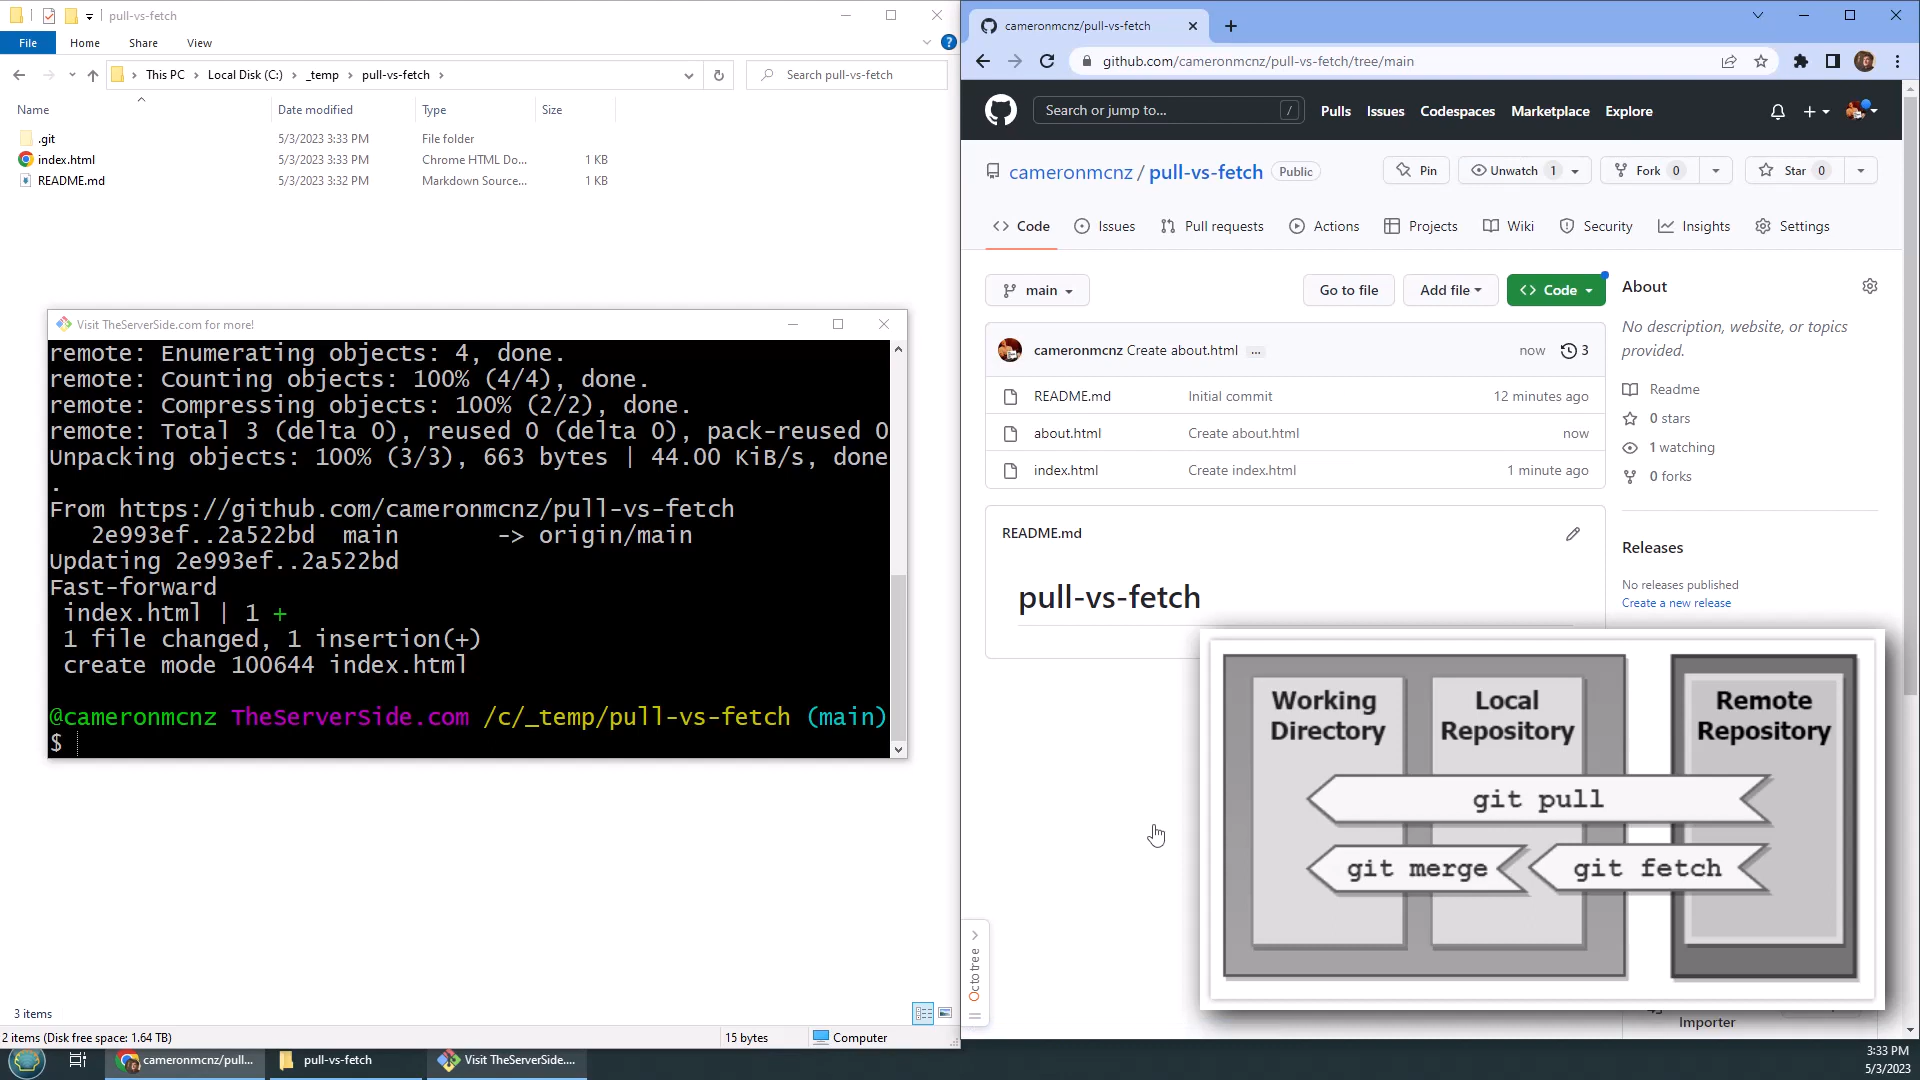 pull-vs-fetch
File
Home
Share
View
This PC
Local Disk (C:)
_temp
pull-vs-fetch
Search pull-vs-fetch
Name
Date modified
Type
Size
.git
5/3/2023 3:33 PM
File folder
index.html
5/3/2023 3:33 PM
Chrome HTML Do...
1 KB
README.md
5/3/2023 3:32 PM
Markdown Source...
1 KB
Visit TheServerSide.com for more!
remote: Enumerating objects: 4, done.
remote: Counting objects: 100% (4/4), done.
remote: Compressing objects: 100% (2/2), done.
remote: Total 3 (delta 0), reused 0 (delta 0), pack-reused 0
Unpacking objects: 100% (3/3), 663 bytes | 44.00 KiB/s, done
.
From https://github.com/cameronmcnz/pull-vs-fetch
2e993ef..2a522bd main -> origin/main
Updating 2e993ef..2a522bd
Fast-forward
index.html | 1 +
1 file changed, 1 insertion(+)
create mode 100644 index.html
@cameronmcnz TheServerSide.com /c/_temp/pull-vs-fetch (main)
$
3 items
2 items (Disk free space: 1.64 TB)
15 bytes
Computer
cameronmcnz/pull-vs-fetch
github.com/cameronmcnz/pull-vs-fetch/tree/main
Search or jump to...
/
Pulls
Issues
Codespaces
Marketplace
Explore
cameronmcnz / pull-vs-fetch
Public
Pin
Unwatch 1
Fork 0
Star 0
Code
Issues
Pull requests
Actions
Projects
Wiki
Security
Insights
Settings
main
Go to file
Add file
Code
cameronmcnz Create about.html ...
now
3
README.md
Initial commit
12 minutes ago
about.html
Create about.html
now
index.html
Create index.html
1 minute ago
README.md
pull-vs-fetch
About
No description, website, or topics
provided.
Readme
0 stars
1 watching
0 forks
Releases
No releases published
Create a new release
Working
Directory
Local
Repository
Remote
Repository
git pull
git merge
git fetch
Octotree
Importer
cameronmcnz/pull...
pull-vs-fetch
Visit TheServerSide....
3:33 PM
5/3/2023